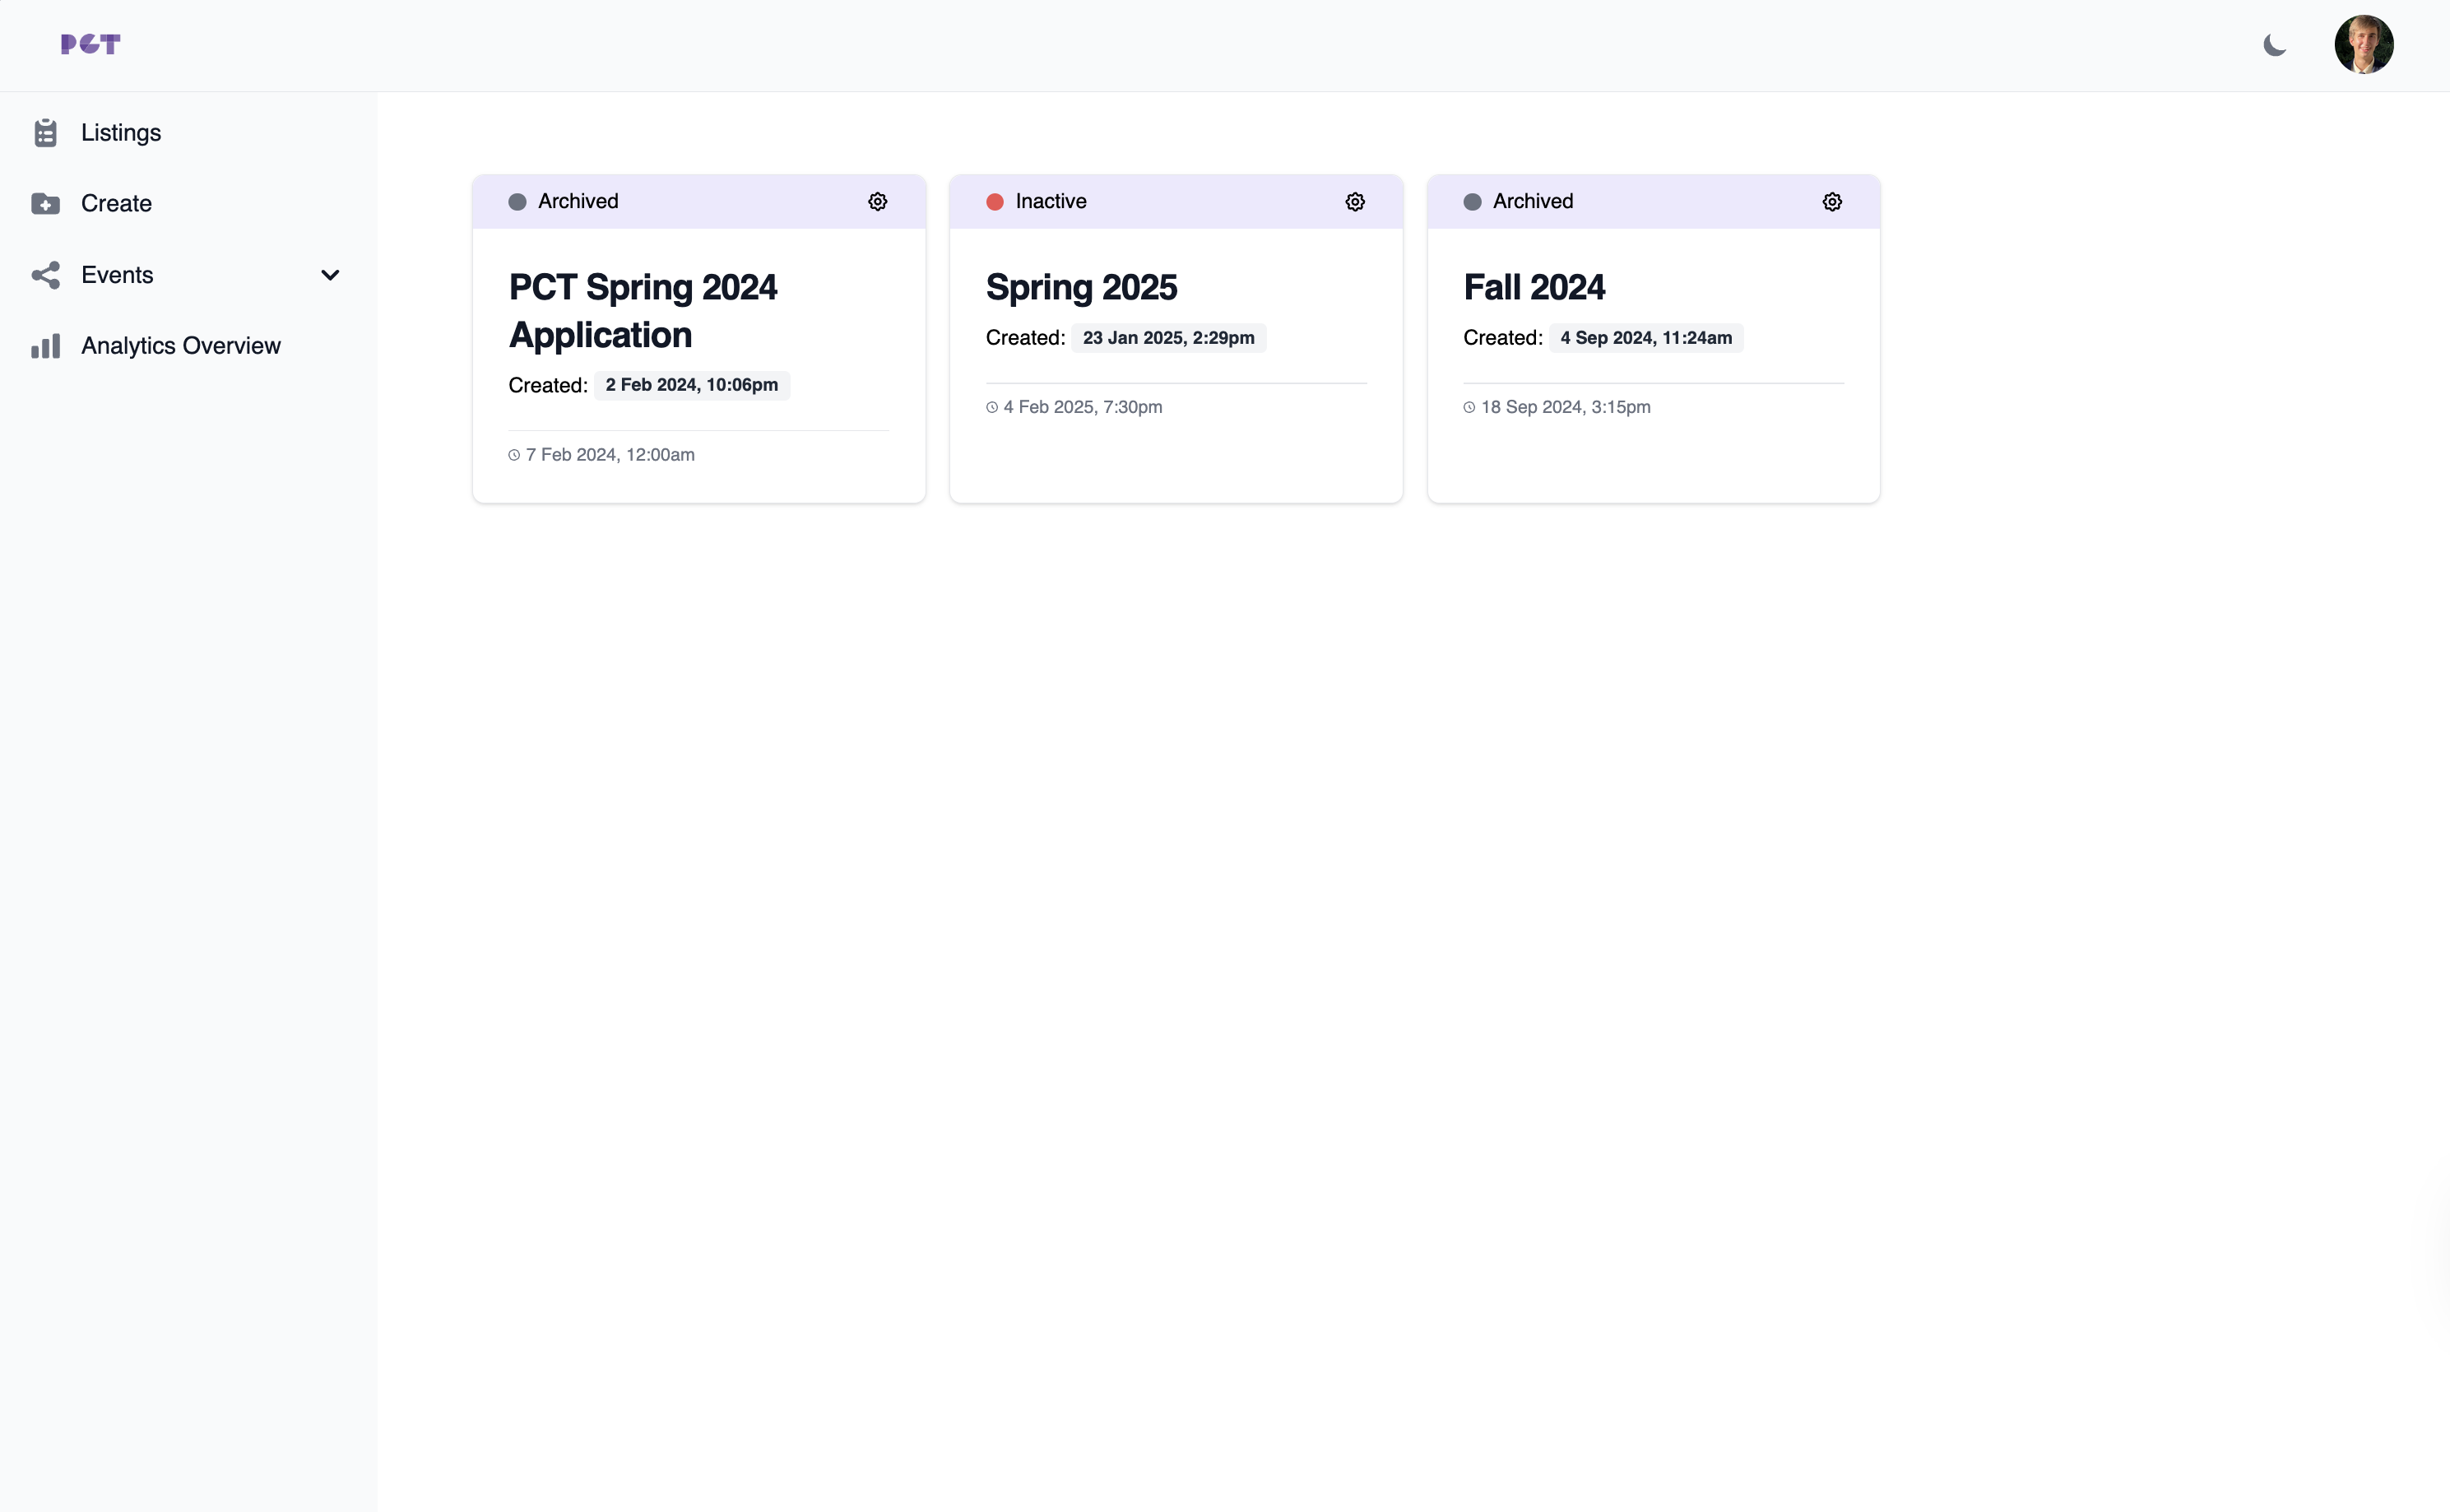 PCT
Listings
Create
Events
Analytics Overview
Archived
PCT Spring 2024
Application
Created: 2 Feb 2024, 10:06pm
7 Feb 2024, 12:00am
Inactive
Spring 2025
Created: 23 Jan 2025, 2:29pm
4 Feb 2025, 7:30pm
Archived
Fall 2024
Created: 4 Sep 2024, 11:24am
18 Sep 2024, 3:15pm